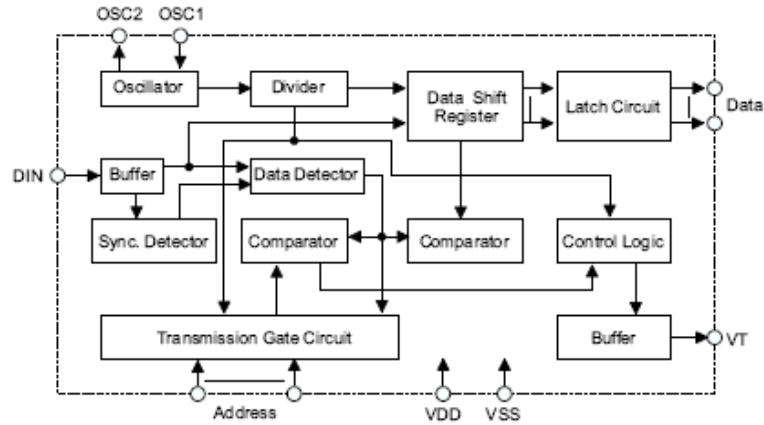 OSC2 OSC1
Oscillator
Divider
Data Shift
Register
Latch Circuit
Data
DIN
Buffer
Data Detector
Sync. Detector
Comparator
Comparator
Control Logic
Transmission Gate Circuit
Buffer
VT
Address
VDD
VSS